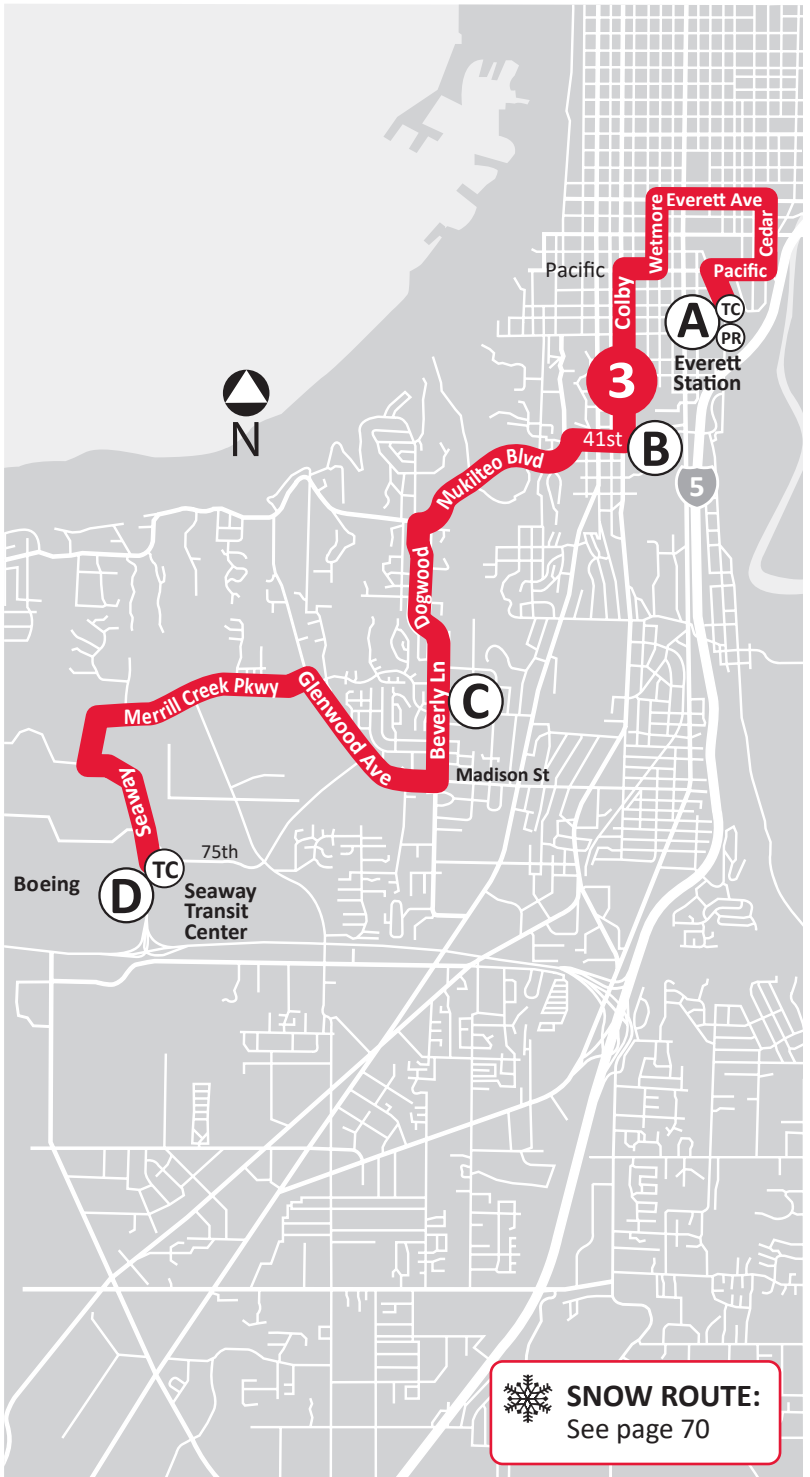 Everett Ave
Wetmore
Cedar
Pacific
Pacific
Colby
A
TC
PR
Everett
Station
3
N
41st
B
Mukilteo Blvd
5
Dogwood
Beverly Ln
C
Merrill Creek Pkwy
Glenwood Ave
Madison St
Seaway
75th
TC
Boeing
D
Seaway
Transit
Center
SNOW ROUTE:
See page 70